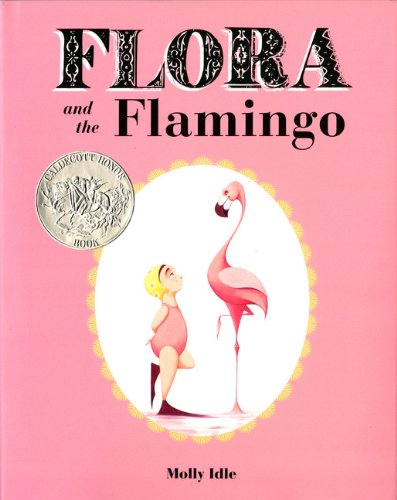 FLORA
and
the Flamingo
CALDECOTT HONOR
BOOK
Molly Idle